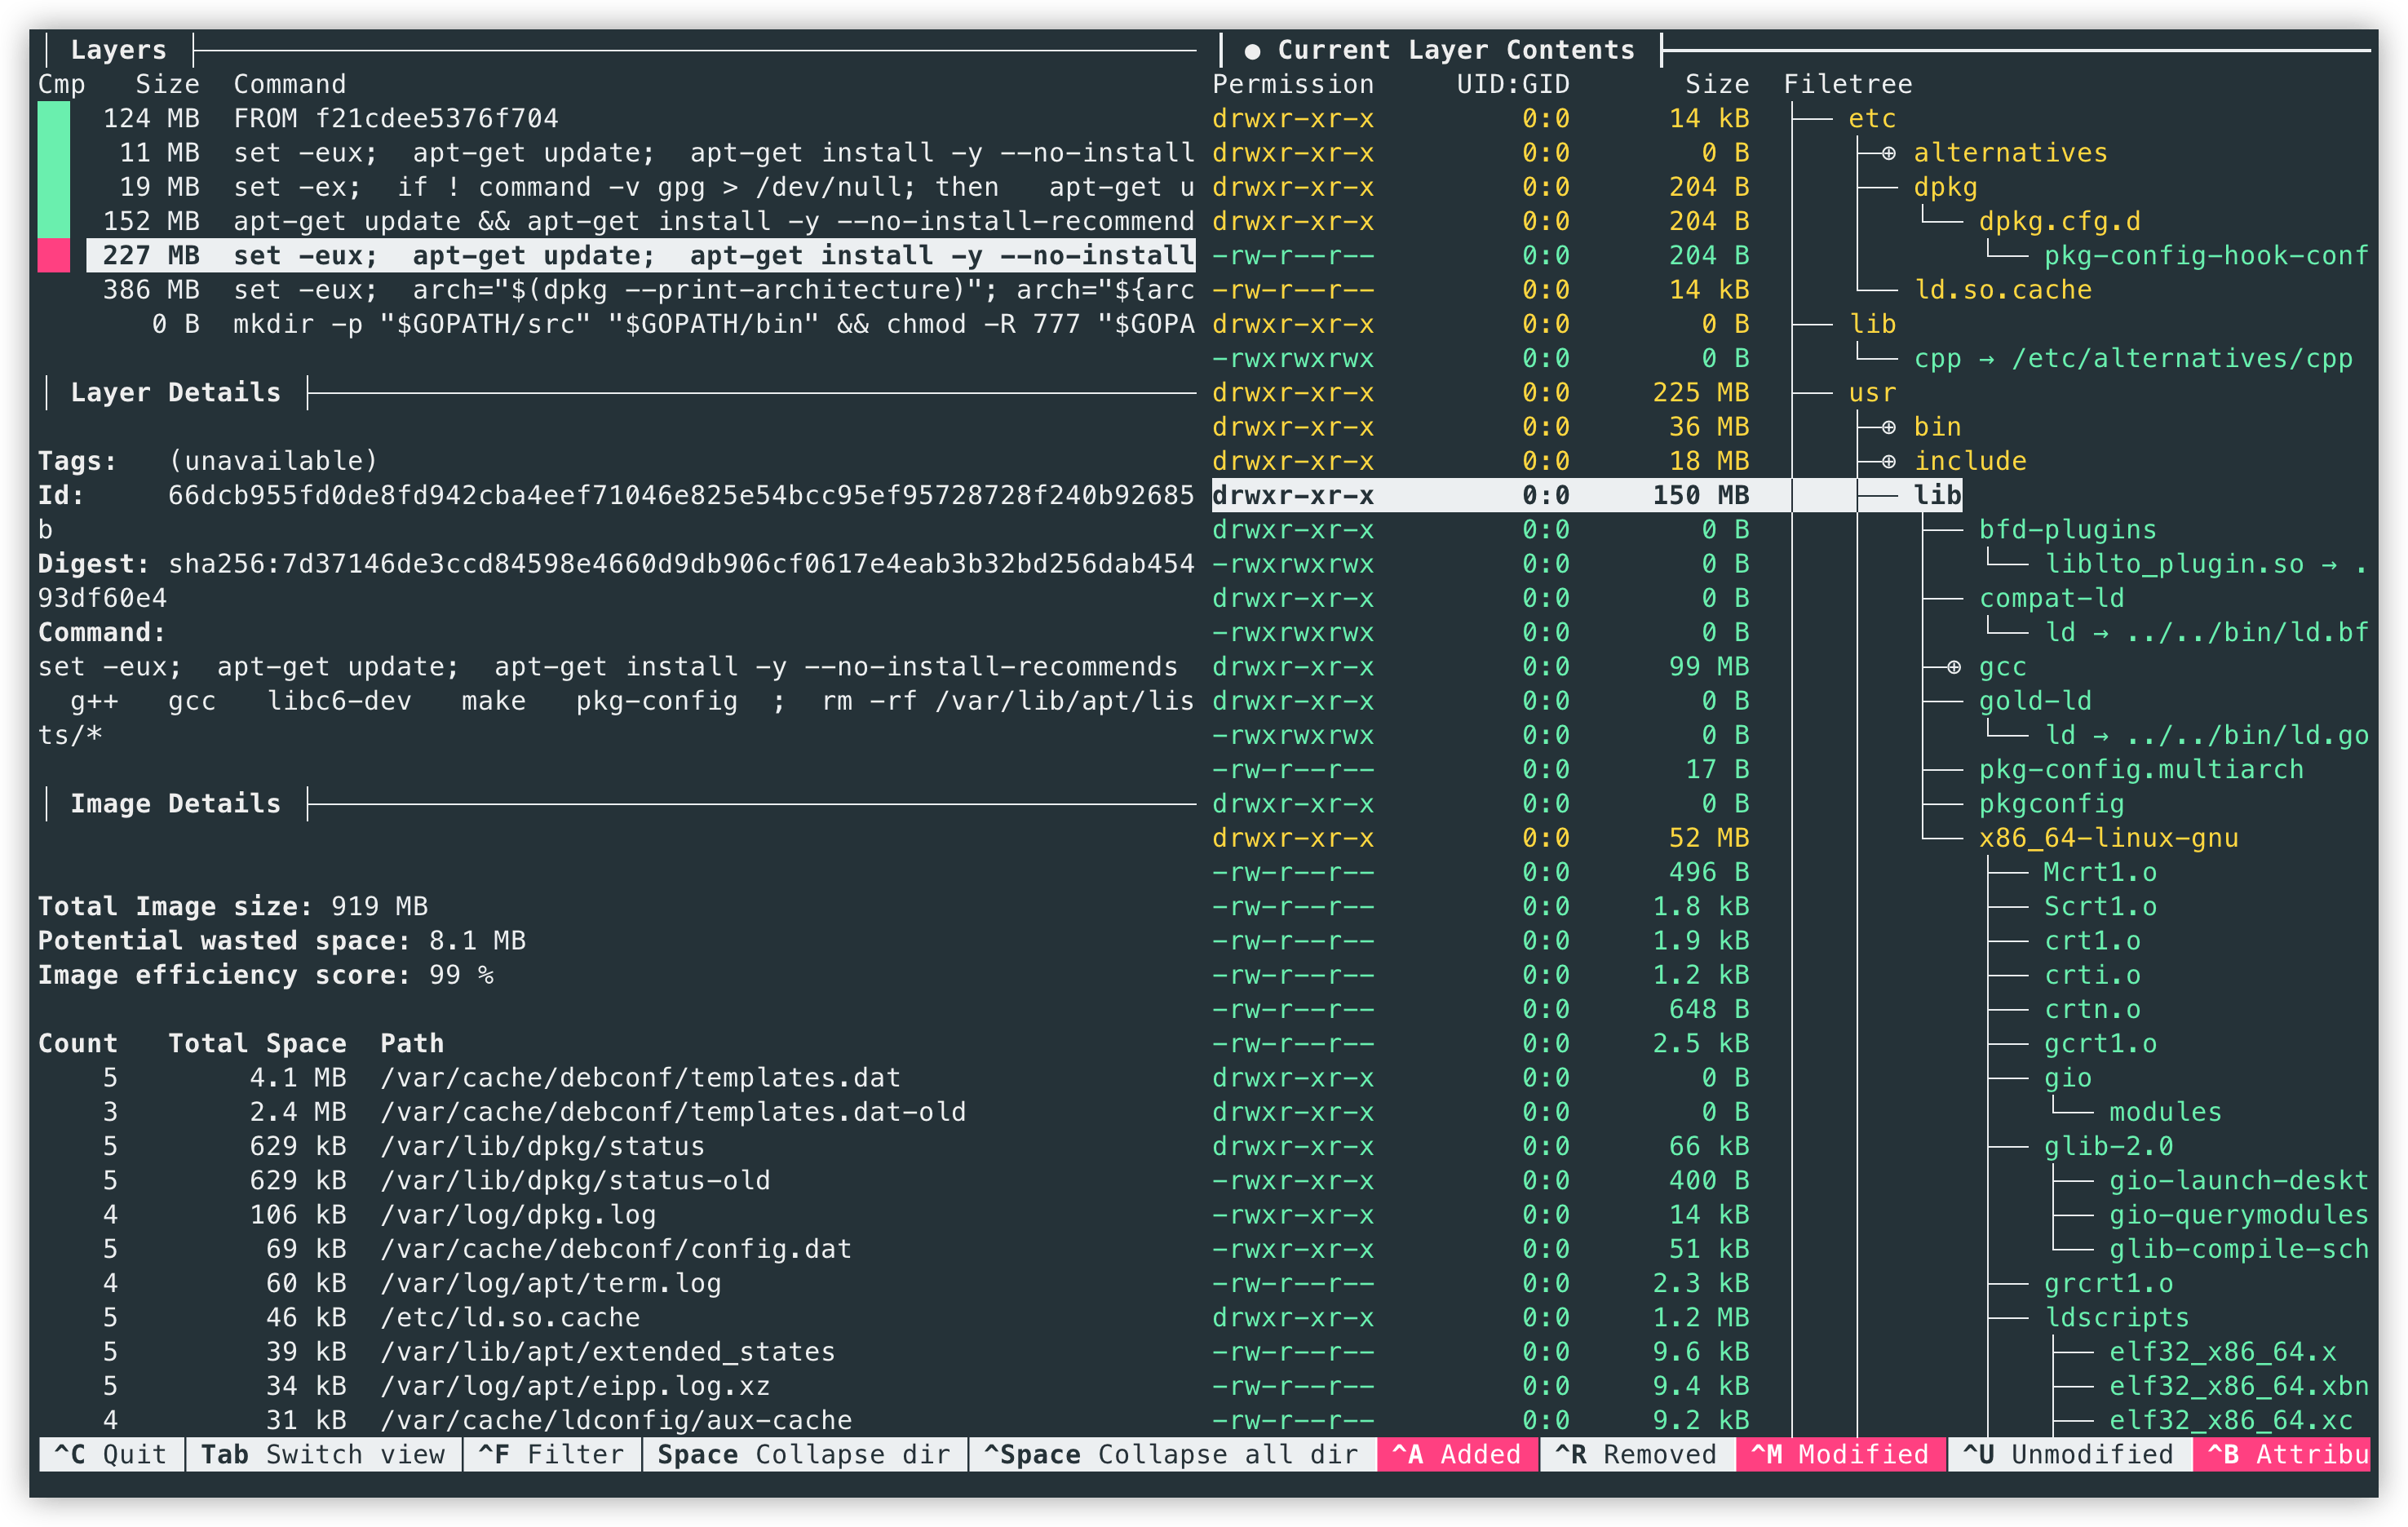 Layers
Cmp Size Command
124 MB FROM f21cdee5376f704
11 MB set -eux; apt-get update; apt-get install -y --no-install
19 MB set -ex; if ! command -v gpg > /dev/null; then apt-get u
152 MB apt-get update && apt-get install -y --no-install-recommend
227 MB set -eux; apt-get update; apt-get install -y --no-install
386 MB set -eux; arch="$(dpkg --print-architecture)"; arch="${arc
0 B mkdir -p "$GOPATH/src" "$GOPATH/bin" && chmod -R 777 "$GOPA
Layer Details
Tags: (unavailable)
Id: 66dcb955fd0de8fd942cba4eef71046e825e54bcc95ef95728728f240b92685
b
Digest: sha256:7d37146de3ccd84598e4660d9db906cf0617e4eab3b32bd256dab454
93df60e4
Command:
set -eux; apt-get update; apt-get install -y --no-install-recommends
g++ gcc libc6-dev make pkg-config ; rm -rf /var/lib/apt/lis
ts/*
Image Details
Total Image size: 919 MB
Potential wasted space: 8.1 MB
Image efficiency score: 99 %
Count Total Space Path
5 4.1 MB /var/cache/debconf/templates.dat
3 2.4 MB /var/cache/debconf/templates.dat-old
5 629 kB /var/lib/dpkg/status
5 629 kB /var/lib/dpkg/status-old
4 106 kB /var/log/dpkg.log
5 69 kB /var/cache/debconf/config.dat
4 60 kB /var/log/apt/term.log
5 46 kB /etc/ld.so.cache
5 39 kB /var/lib/apt/extended_states
5 34 kB /var/log/apt/eipp.log.xz
4 31 kB /var/cache/ldconfig/aux-cache
● Current Layer Contents
Permission UID:GID Size Filetree
drwxr-xr-x 0:0 14 kB ├── etc
drwxr-xr-x 0:0 0 B ├─⊕ alternatives
drwxr-xr-x 0:0 204 B ├── dpkg
drwxr-xr-x 0:0 204 B └── dpkg.cfg.d
-rw-r--r-- 0:0 204 B └── pkg-config-hook-conf
-rw-r--r-- 0:0 14 kB └── ld.so.cache
drwxr-xr-x 0:0 0 B ├── lib
-rwxrwxrwx 0:0 0 B └── cpp → /etc/alternatives/cpp
drwxr-xr-x 0:0 225 MB ├── usr
drwxr-xr-x 0:0 36 MB ├─⊕ bin
drwxr-xr-x 0:0 18 MB ├─⊕ include
drwxr-xr-x 0:0 150 MB ├── lib
drwxr-xr-x 0:0 0 B ├── bfd-plugins
-rwxrwxrwx 0:0 0 B └── liblto_plugin.so → .
drwxr-xr-x 0:0 0 B ├── compat-ld
-rwxrwxrwx 0:0 0 B └── ld → ../../bin/ld.bf
drwxr-xr-x 0:0 99 MB ├─⊕ gcc
drwxr-xr-x 0:0 0 B ├── gold-ld
-rwxrwxrwx 0:0 0 B └── ld → ../../bin/ld.go
-rw-r--r-- 0:0 17 B ├── pkg-config.multiarch
drwxr-xr-x 0:0 0 B ├── pkgconfig
drwxr-xr-x 0:0 52 MB └── x86_64-linux-gnu
-rw-r--r-- 0:0 496 B ├── Mcrt1.o
-rw-r--r-- 0:0 1.8 kB ├── Scrt1.o
-rw-r--r-- 0:0 1.9 kB ├── crt1.o
-rw-r--r-- 0:0 1.2 kB ├── crti.o
-rw-r--r-- 0:0 648 B ├── crtn.o
-rw-r--r-- 0:0 2.5 kB ├── gcrt1.o
drwxr-xr-x 0:0 0 B ├── gio
drwxr-xr-x 0:0 0 B └── modules
drwxr-xr-x 0:0 66 kB ├── glib-2.0
-rwxr-xr-x 0:0 400 B ├── gio-launch-deskt
-rwxr-xr-x 0:0 14 kB ├── gio-querymodules
-rwxr-xr-x 0:0 51 kB └── glib-compile-sch
-rw-r--r-- 0:0 2.3 kB ├── grcrt1.o
drwxr-xr-x 0:0 1.2 MB ├── ldscripts
-rw-r--r-- 0:0 9.6 kB ├── elf32_x86_64.x
-rw-r--r-- 0:0 9.4 kB ├── elf32_x86_64.xbn
-rw-r--r-- 0:0 9.2 kB ├── elf32_x86_64.xc
^C Quit Tab Switch view ^F Filter Space Collapse dir ^Space Collapse all dir ^A Added ^R Removed ^M Modified ^U Unmodified ^B Attribu